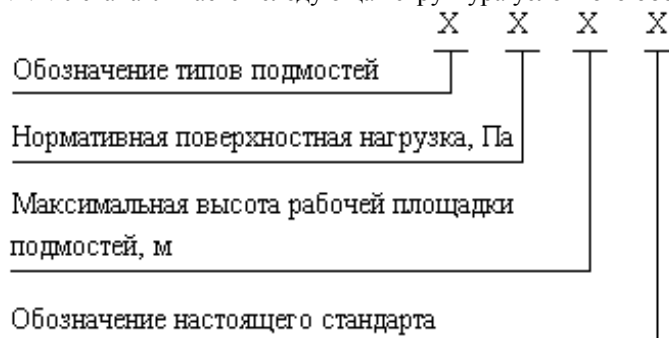 X X X X
Обозначение типов подмостей
Нормативная поверхностная нагрузка, Па
Максимальная высота рабочей площадки
подмостей, м
Обозначение настоящего стандарта